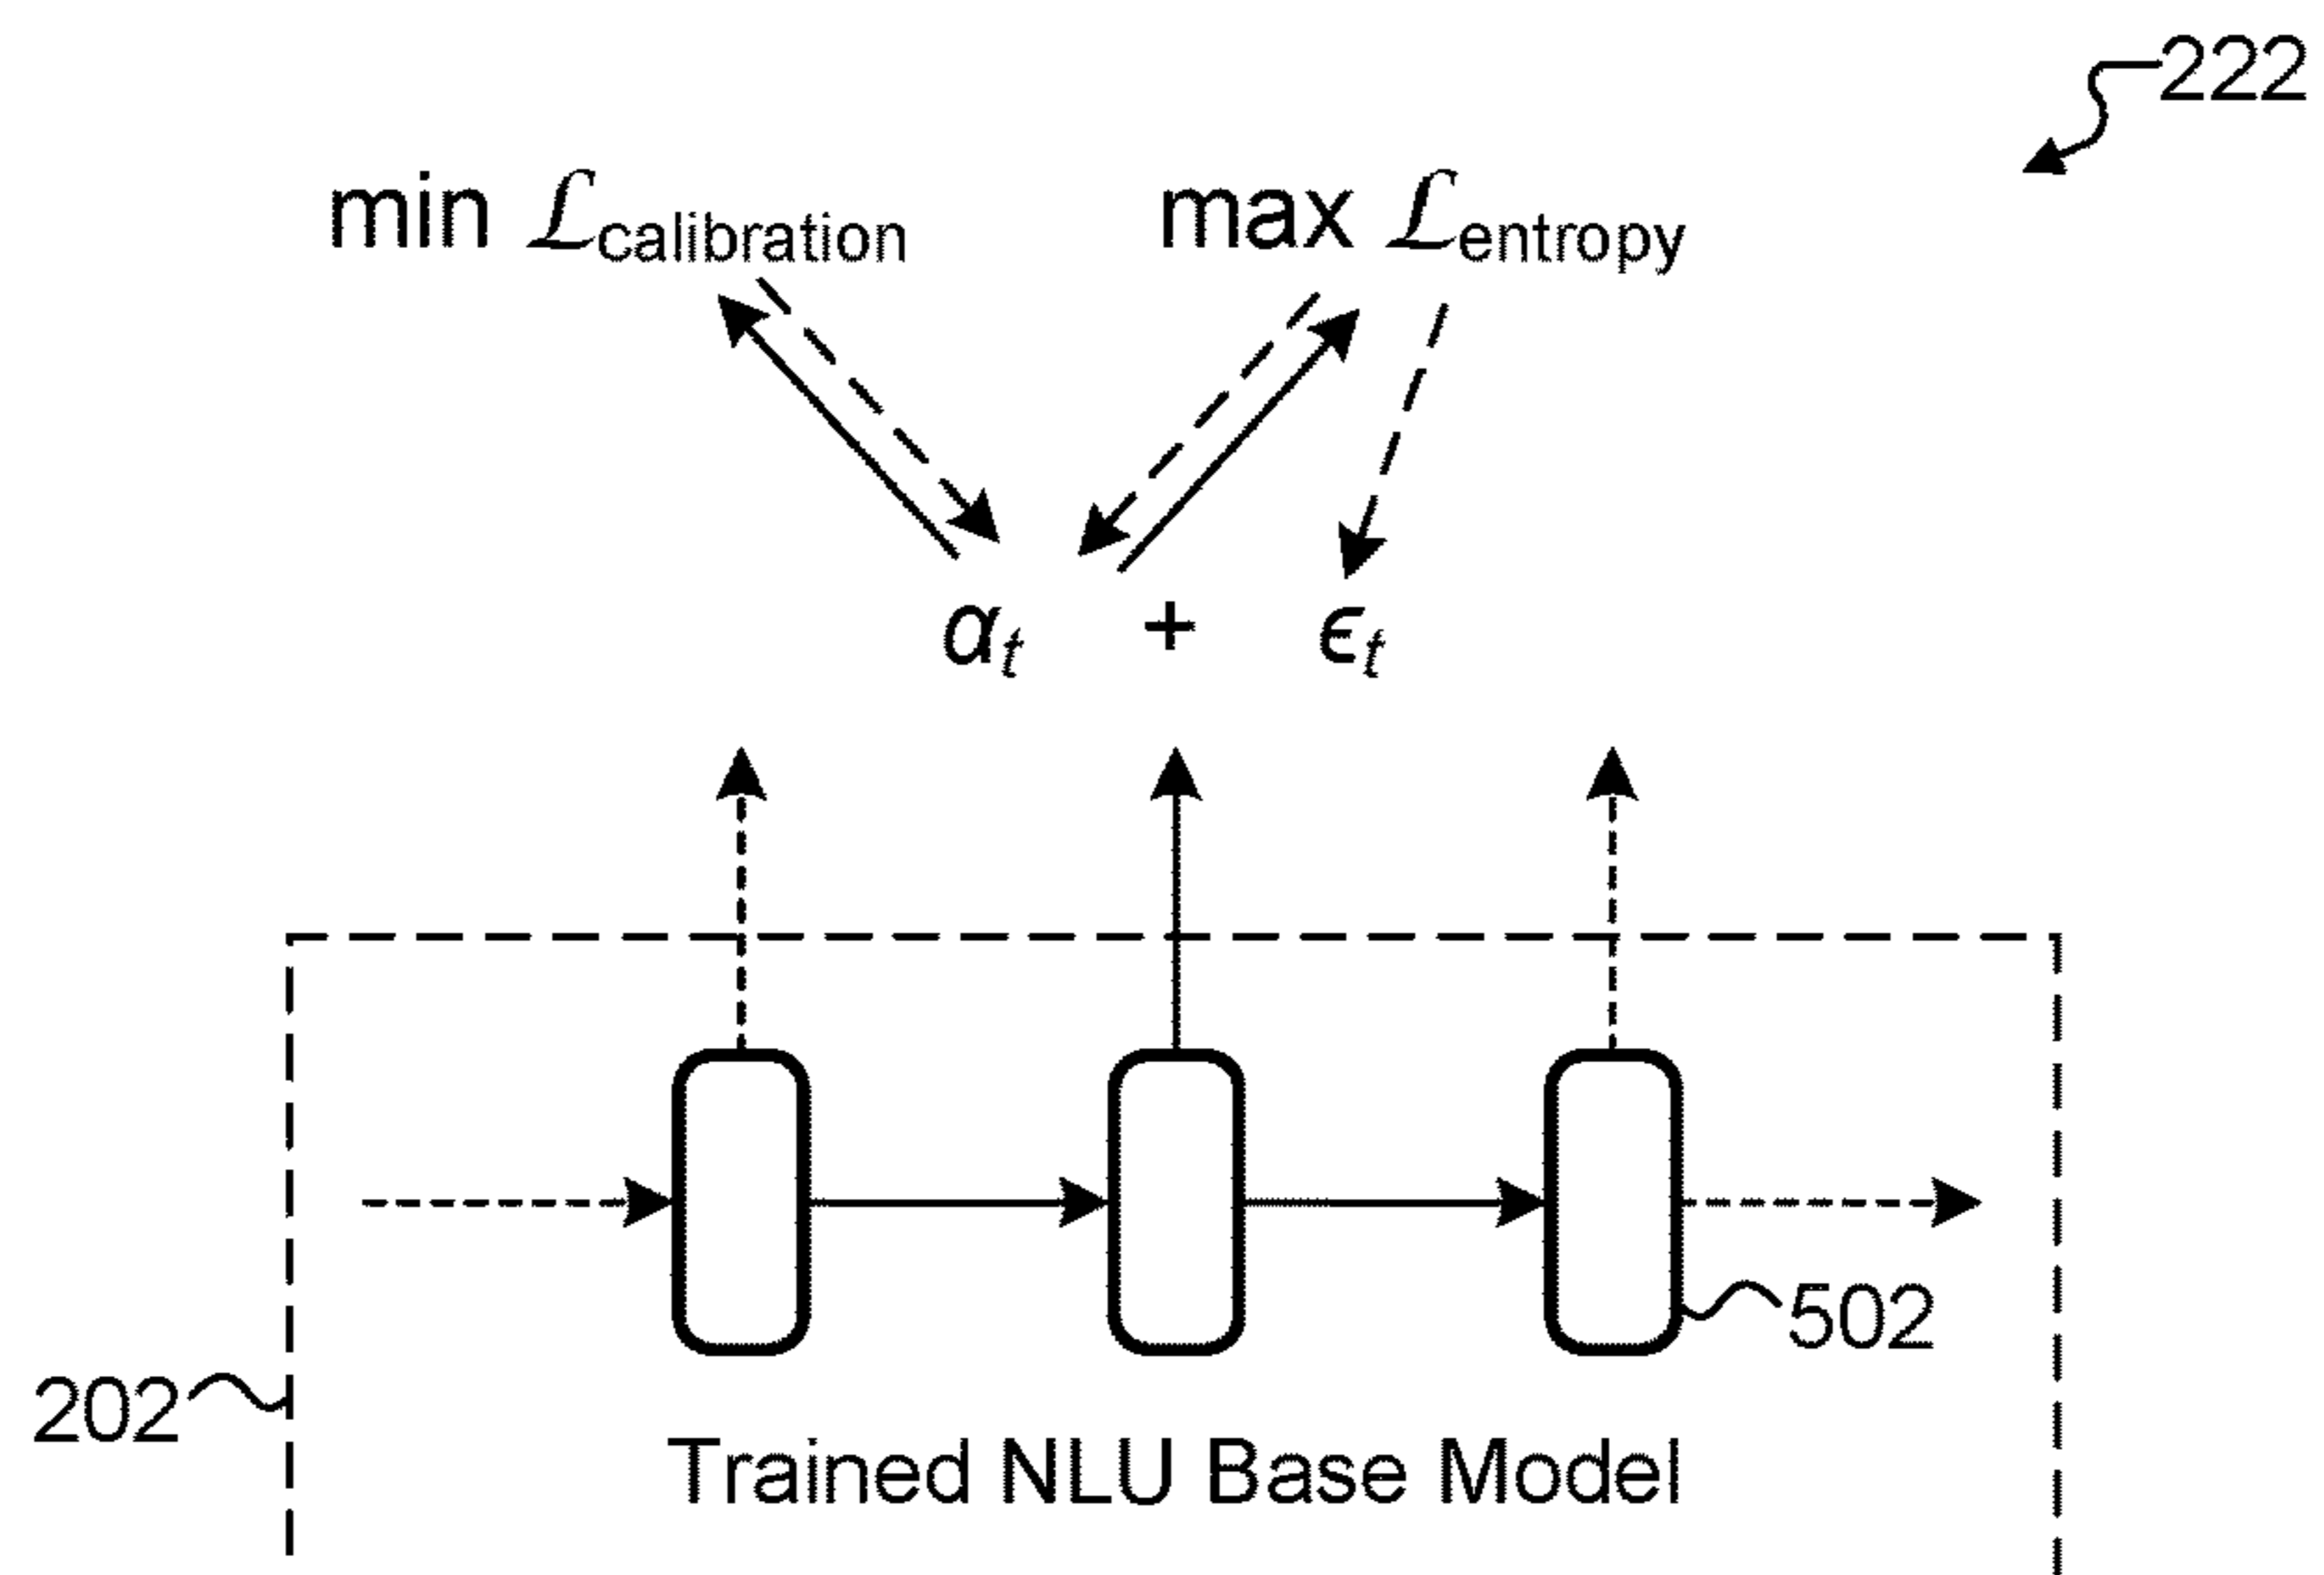 222
min ℒcalibration max ℒentropy
αt + ϵt
502
202
Trained NLU Base Model